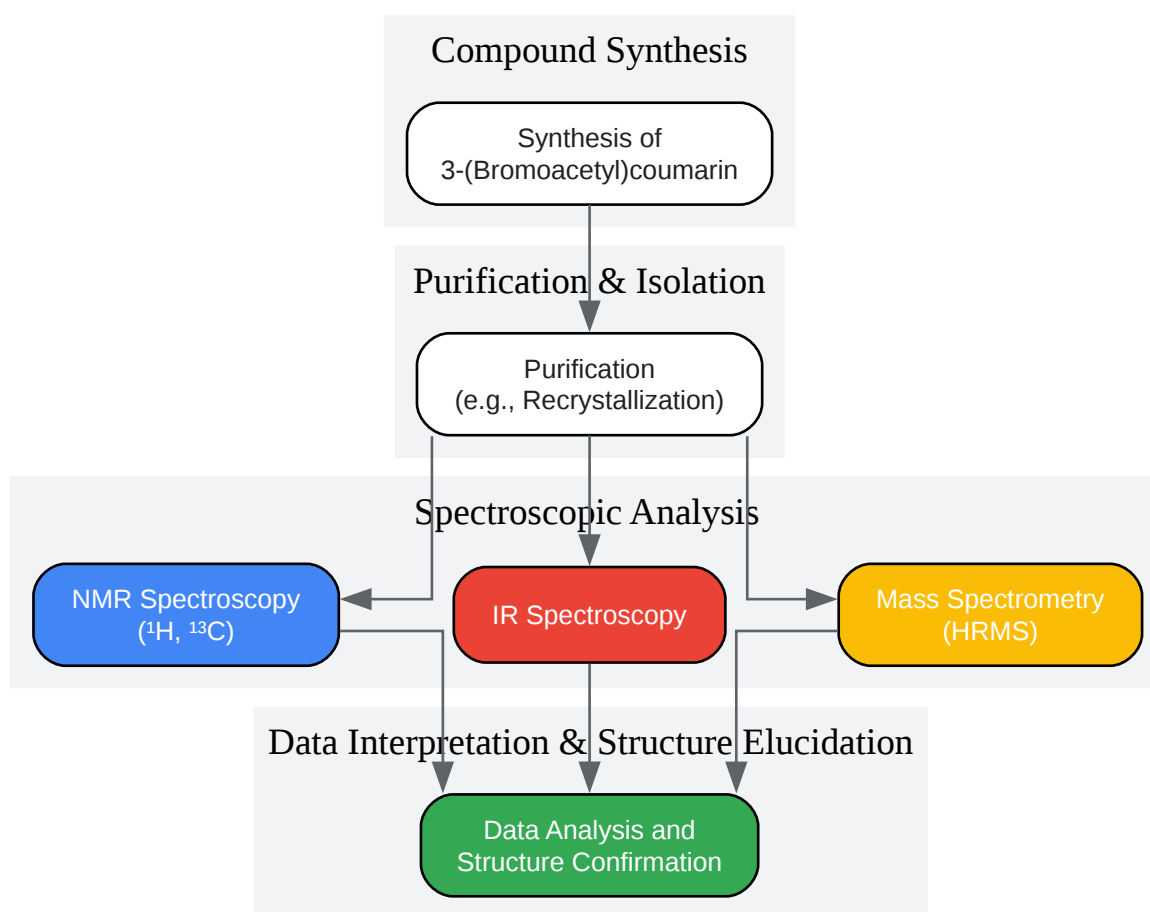 Compound Synthesis
Synthesis of
3-(Bromoacetyl)coumarin
Purification & Isolation
Purification
(e.g., Recrystallization)
Spectroscopic Analysis
NMR Spectroscopy
(¹H, ¹³C)
IR Spectroscopy
Mass Spectrometry
(HRMS)
Data Interpretation & Structure Elucidation
Data Analysis and
Structure Confirmation